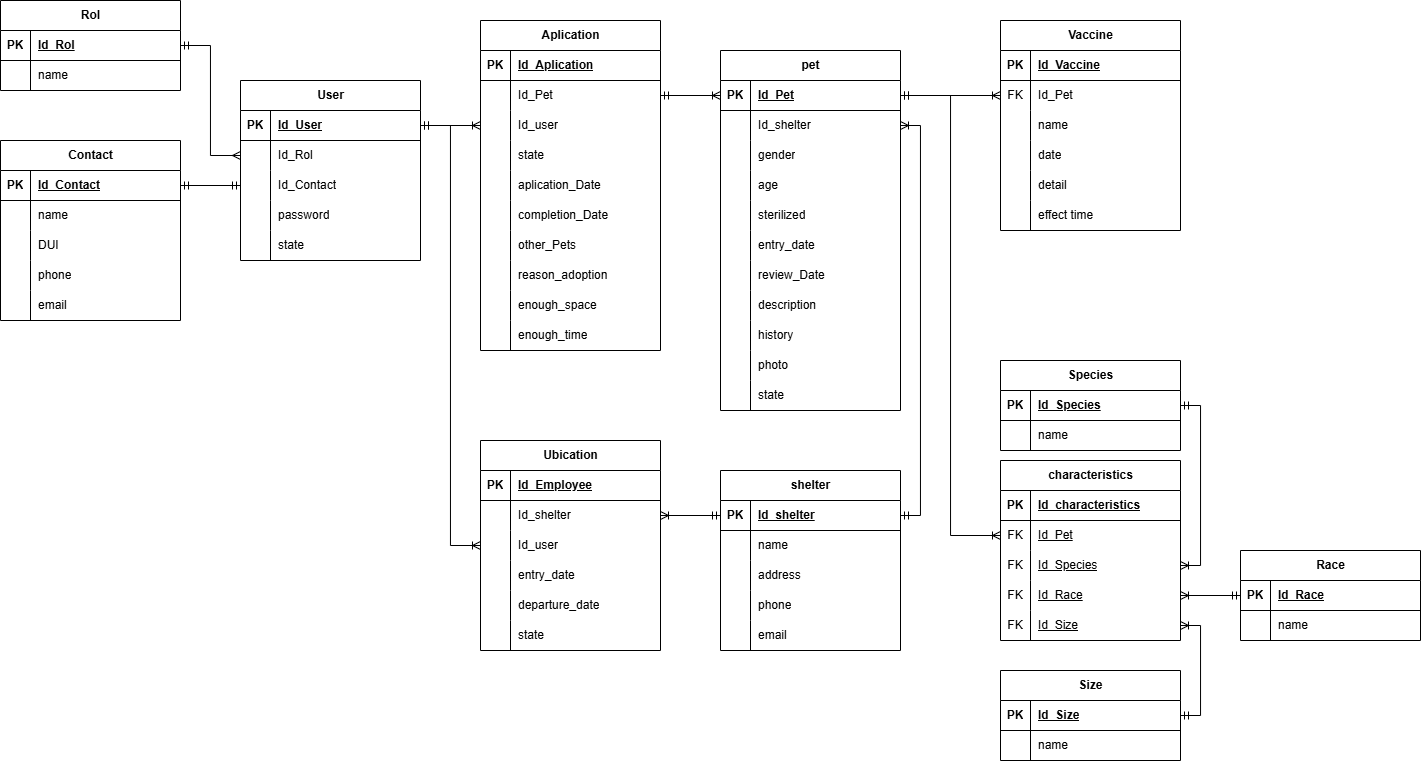 Rol
PK Id_Rol
name
Contact
PK Id_Contact
name
DUI
phone
email
User
PK Id_User
Id_Rol
Id_Contact
password
state
Aplication
PK Id_Aplication
Id_Pet
Id_user
state
aplication_Date
completion_Date
other_Pets
reason_adoption
enough_space
enough_time
Ubication
PK Id_Employee
Id_shelter
Id_user
entry_date
departure_date
state
pet
PK Id_Pet
Id_shelter
gender
age
sterilized
entry_date
review_Date
description
history
photo
state
shelter
PK Id_shelter
name
address
phone
email
Vaccine
PK Id_Vaccine
FK Id_Pet
name
date
detail
effect time
Species
PK Id_Species
name
characteristics
PK Id_characteristics
FK Id_Pet
FK Id_Species
FK Id_Race
FK Id_Size
Size
PK Id_Size
name
Race
PK Id_Race
name